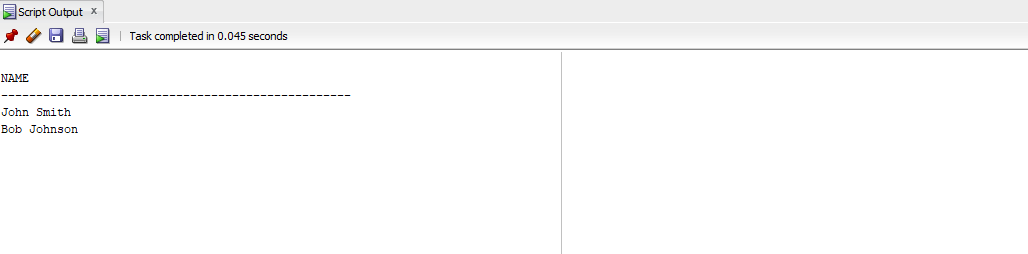 Script Output x
Task completed in 0.045 seconds
NAME
--------------------------------------------------
John Smith
Bob Johnson